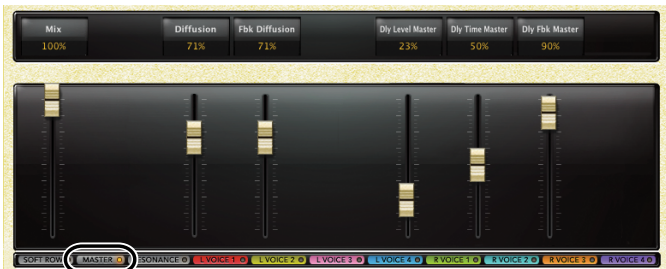 Mix Diffusion Fbk Diffusion Dly Level Master Dly Time Master Dly Fbk Master
100% 71% 71% 23% 50% 90%
SOFT ROW MASTER RESONANCE L VOICE 1 L VOICE 2 L VOICE 3 L VOICE 4 R VOICE 1 R VOICE 2 R VOICE 3 R VOICE 4